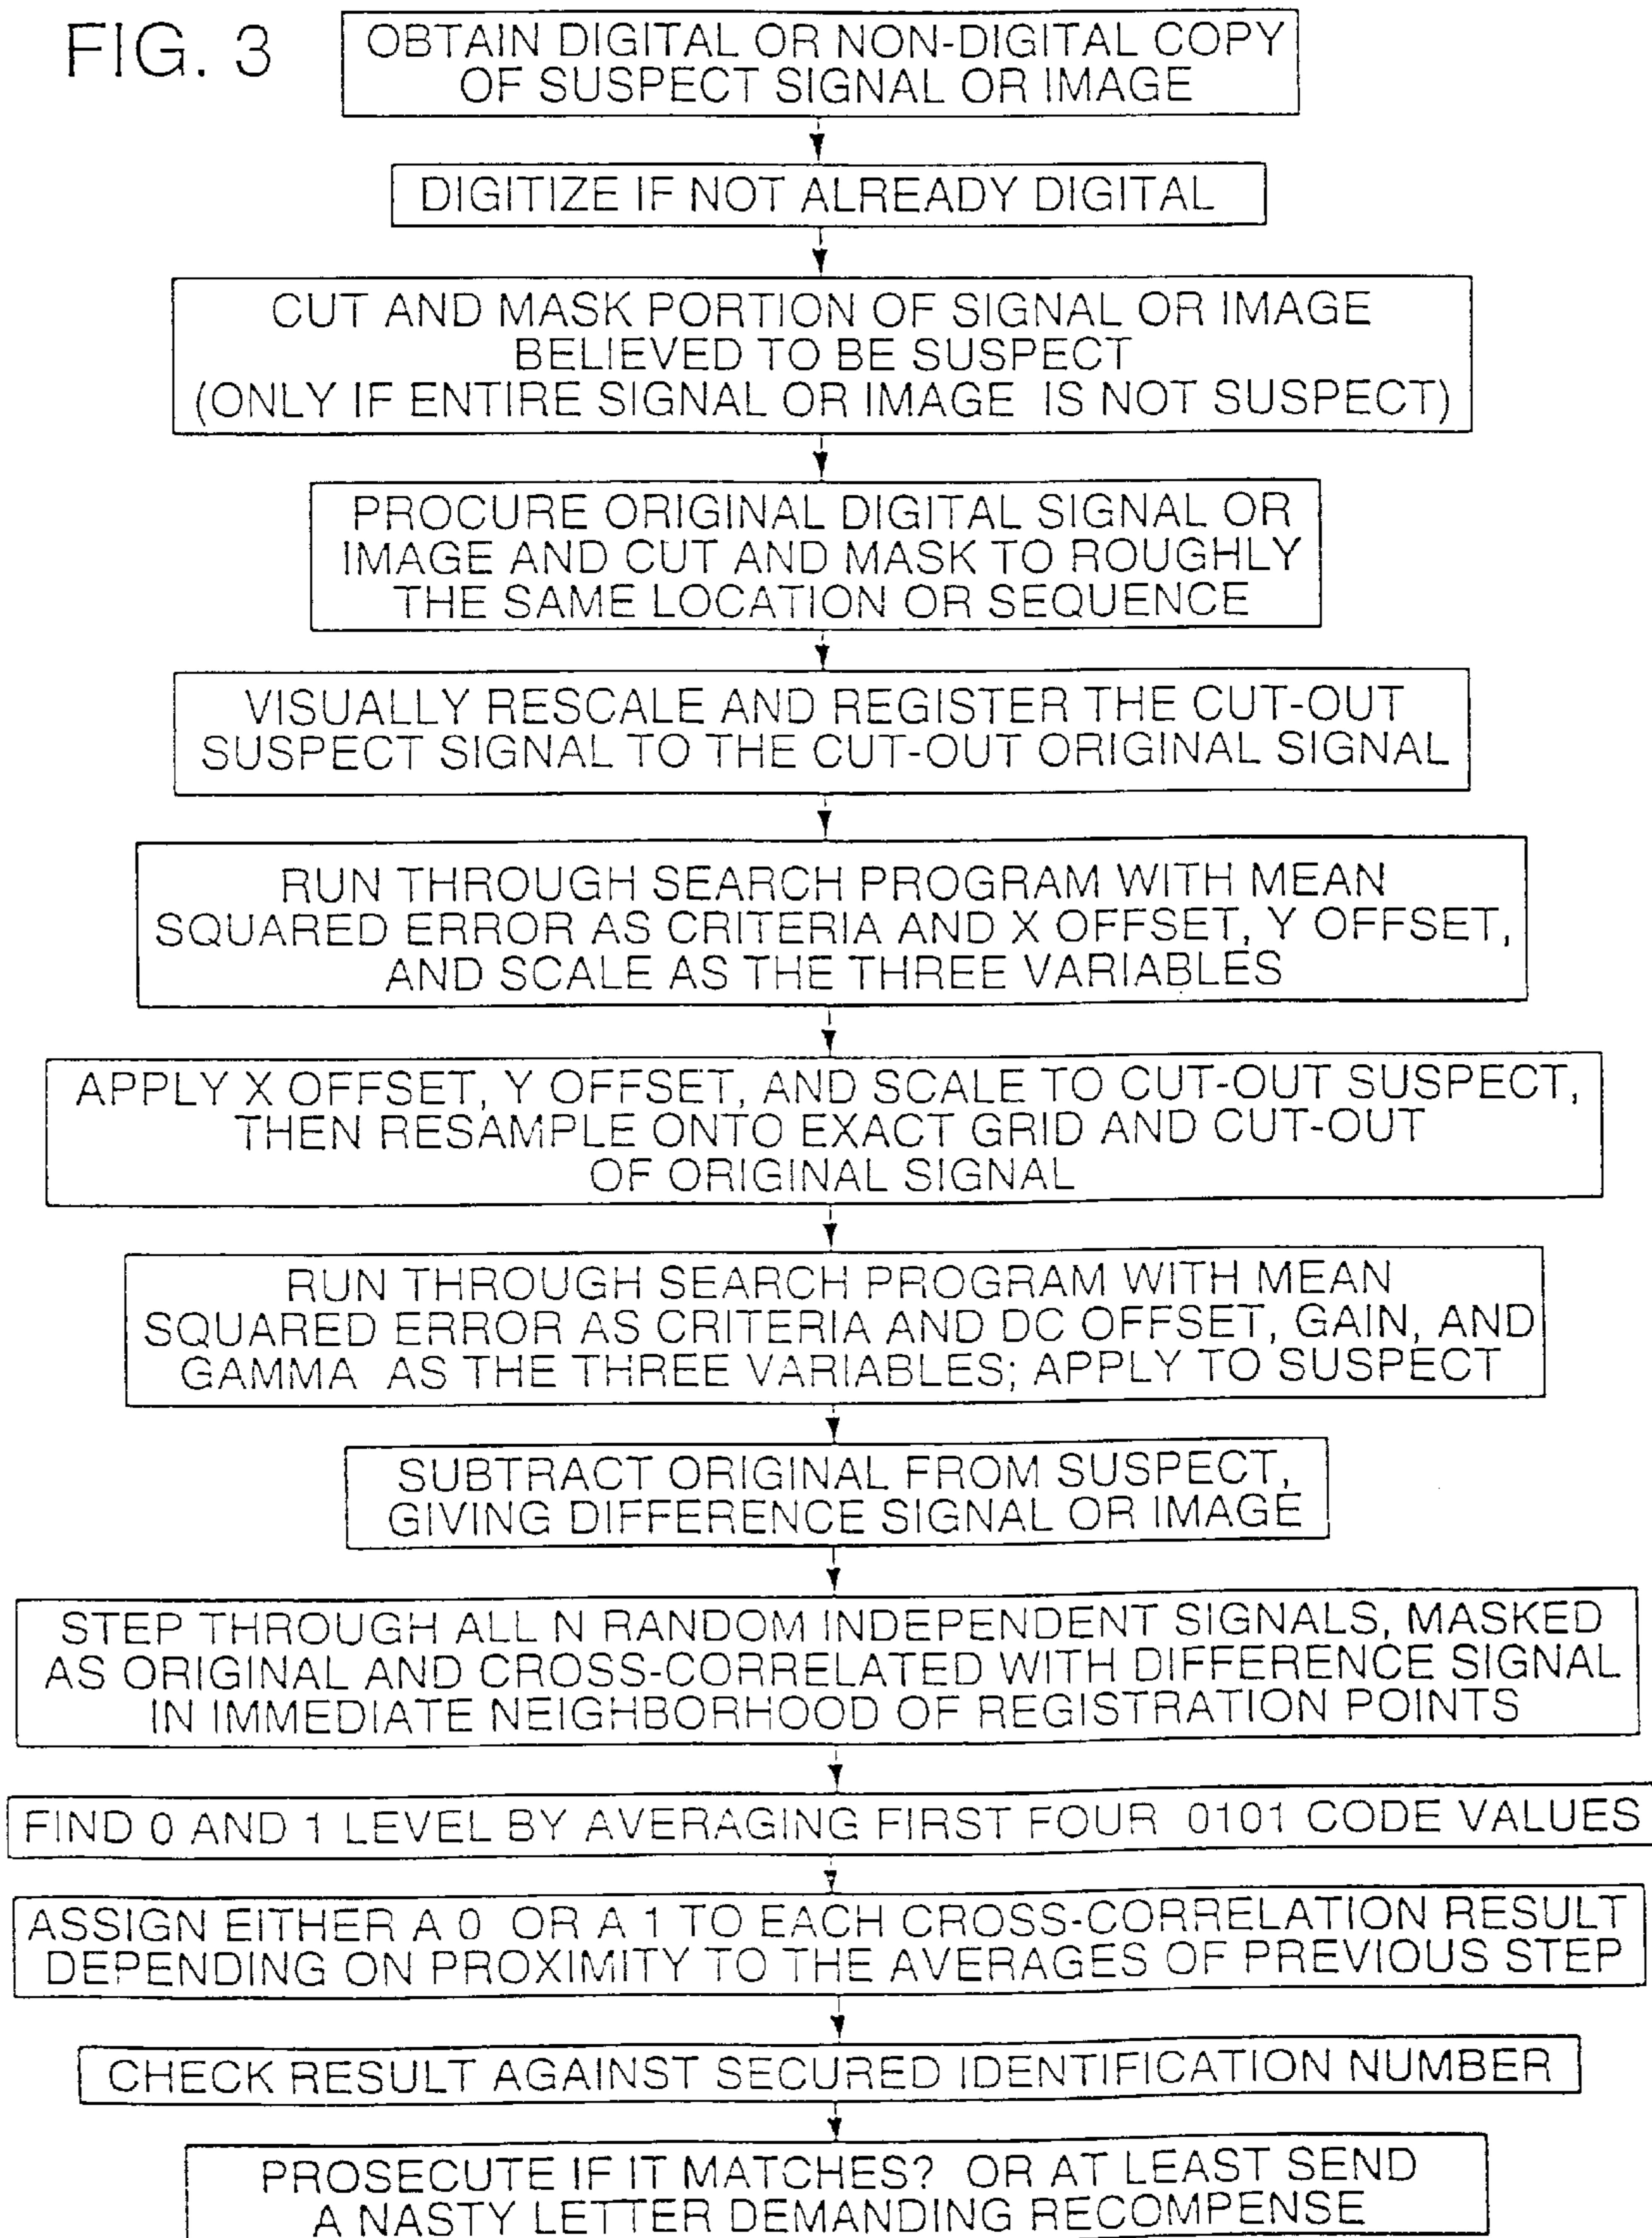 FIG. 3
OBTAIN DIGITAL OR NON-DIGITAL COPY
OF SUSPECT SIGNAL OR IMAGE
DIGITIZE IF NOT ALREADY DIGITAL
CUT AND MASK PORTION OF SIGNAL OR IMAGE
BELIEVED TO BE SUSPECT
(ONLY IF ENTIRE SIGNAL OR IMAGE IS NOT SUSPECT)
PROCURE ORIGINAL DIGITAL SIGNAL OR
IMAGE AND CUT AND MASK TO ROUGHLY
THE SAME LOCATION OR SEQUENCE
VISUALLY RESCALE AND REGISTER THE CUT-OUT
SUSPECT SIGNAL TO THE CUT-OUT ORIGINAL SIGNAL
RUN THROUGH SEARCH PROGRAM WITH MEAN
SQUARED ERROR AS CRITERIA AND X OFFSET, Y OFFSET,
AND SCALE AS THE THREE VARIABLES
APPLY X OFFSET, Y OFFSET, AND SCALE TO CUT-OUT SUSPECT,
THEN RESAMPLE ONTO EXACT GRID AND CUT-OUT
OF ORIGINAL SIGNAL
RUN THROUGH SEARCH PROGRAM WITH MEAN
SQUARED ERROR AS CRITERIA AND DC OFFSET, GAIN, AND
GAMMA AS THE THREE VARIABLES; APPLY TO SUSPECT
SUBTRACT ORIGINAL FROM SUSPECT,
GIVING DIFFERENCE SIGNAL OR IMAGE
STEP THROUGH ALL N RANDOM INDEPENDENT SIGNALS, MASKED
AS ORIGINAL AND CROSS-CORRELATED WITH DIFFERENCE SIGNAL
IN IMMEDIATE NEIGHBORHOOD OF REGISTRATION POINTS
FIND 0 AND 1 LEVEL BY AVERAGING FIRST FOUR 0101 CODE VALUES
ASSIGN EITHER A 0 OR A 1 TO EACH CROSS-CORRELATION RESULT
DEPENDING ON PROXIMITY TO THE AVERAGES OF PREVIOUS STEP
CHECK RESULT AGAINST SECURED IDENTIFICATION NUMBER
PROSECUTE IF IT MATCHES? OR AT LEAST SEND
A NASTY LETTER DEMANDING RECOMPENSE